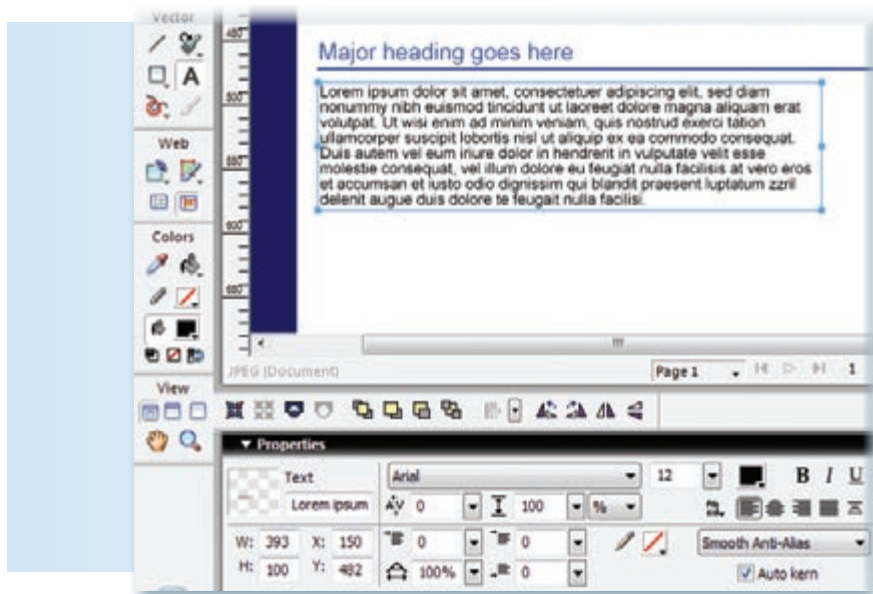 Vector
Web
Colors
View
400
500
550
600
650
Major heading goes here
Lorem ipsum dolor sit amet, consectetuer adipiscing elit, sed diam
nonummy nibh euismod tincidunt ut laoreet dolore magna aliquam erat
volutpat. Ut wisi enim ad minim veniam, quis nostrud exerci tation
ullamcorper suscipit lobortis nisl ut aliquip ex ea commodo consequat.
Duis autem vel eum iriure dolor in hendrerit in vulputate velit esse
molestie consequat, vel illum dolore eu feugiat nulla facilisis at vero eros
et accumsan et iusto odio dignissim qui blandit praesent luptatum zzril
delenit augue duis dolore te feugait nulla facilisi.
JPEG (Document)
Page 1
1
Properties
Text
Arial
12
B I U
Lorem ipsum
AV 0
100
%
W: 393 X: 150
0
0
Smooth Anti-Alias
H: 100 Y: 482
100%
0
Auto kern